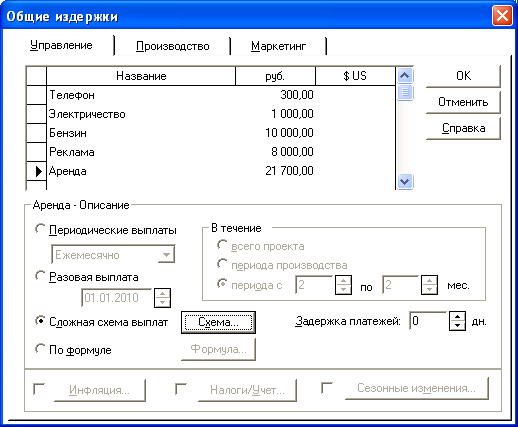 Общие издержки
Управление Производство Маркетинг
Название руб. $ US
Телефон 300,00
Электричество 1 000,00
Бензин 10 000,00
Реклама 8 000,00
Аренда 21 700,00
OK
Отменить
Справка
Аренда - Описание
Периодические выплаты
Ежемесячно
Разовая выплата
01.01.2010
Сложная схема выплат Схема...
По формуле Формула...
В течение
всего проекта
периода производства
периода с 2 по 2 мес.
Задержка платежей: 0 дн.
Инфляция... Налоги/Учет... Сезонные изменения...